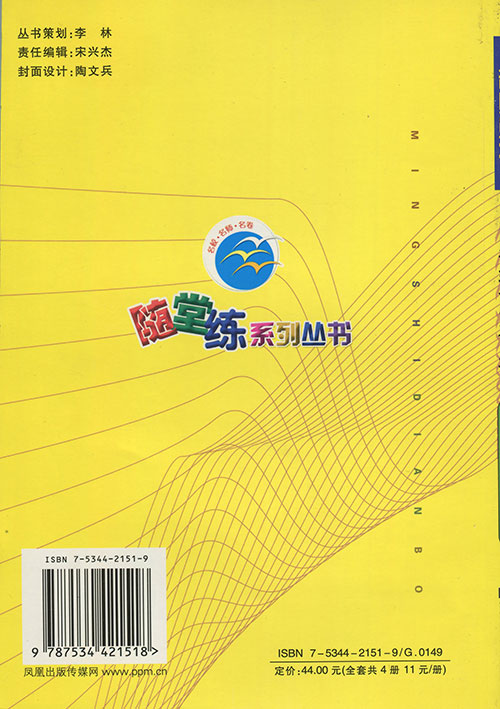 丛书策划:李 林
责任编辑:宋兴杰
封面设计:陶文兵
MINGSHIDIANBO
名校·名师·名卷
随堂练系列丛书
ISBN 7-5344-2151-9
9 787534 421518>
凤凰出版传媒网 www.ppm.cn
ISBN 7-5344-2151-9/G.0149
定价:44.00元(全套共4册 11元/册)